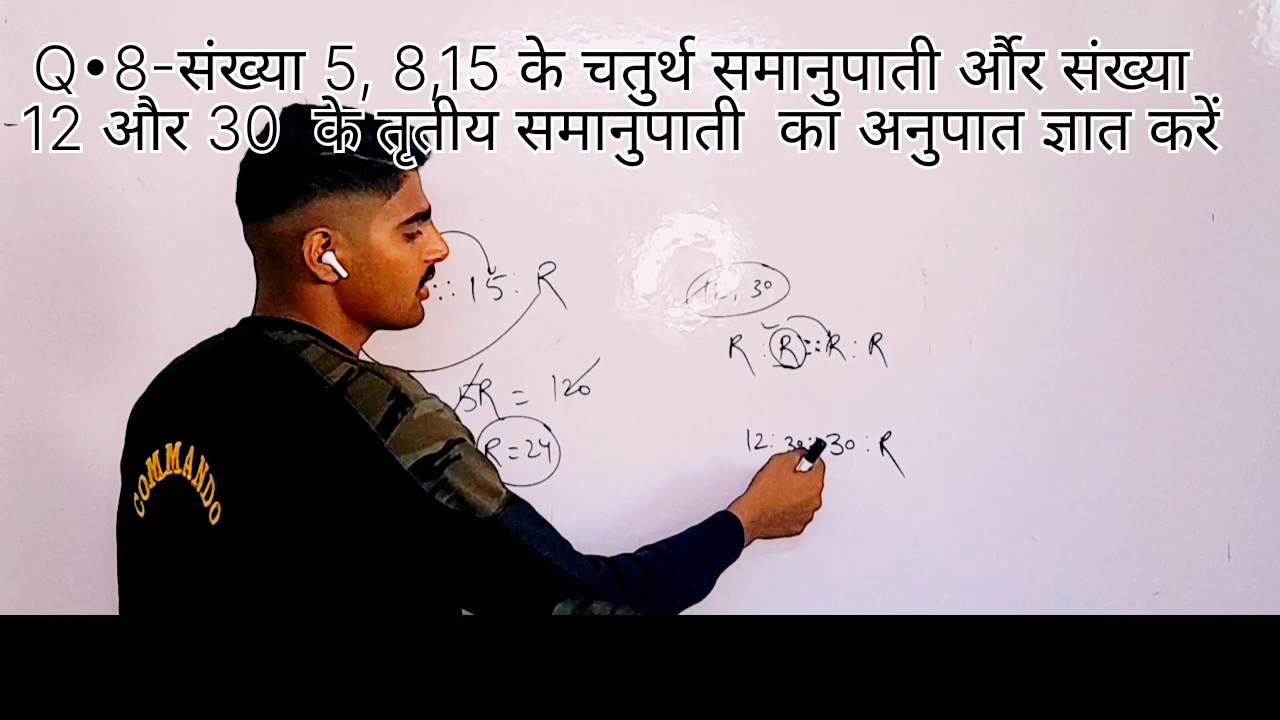 Q•8-संख्या 5, 8,15 के चतुर्थ समानुपाती और संख्या
12 और 30 के तृतीय समानुपाती का अनुपात ज्ञात करें
:: 15 : R
12, 30
R : R :: R : R
5R = 120
12 : 30 :: 30 : R
R = 24
COMMANDO